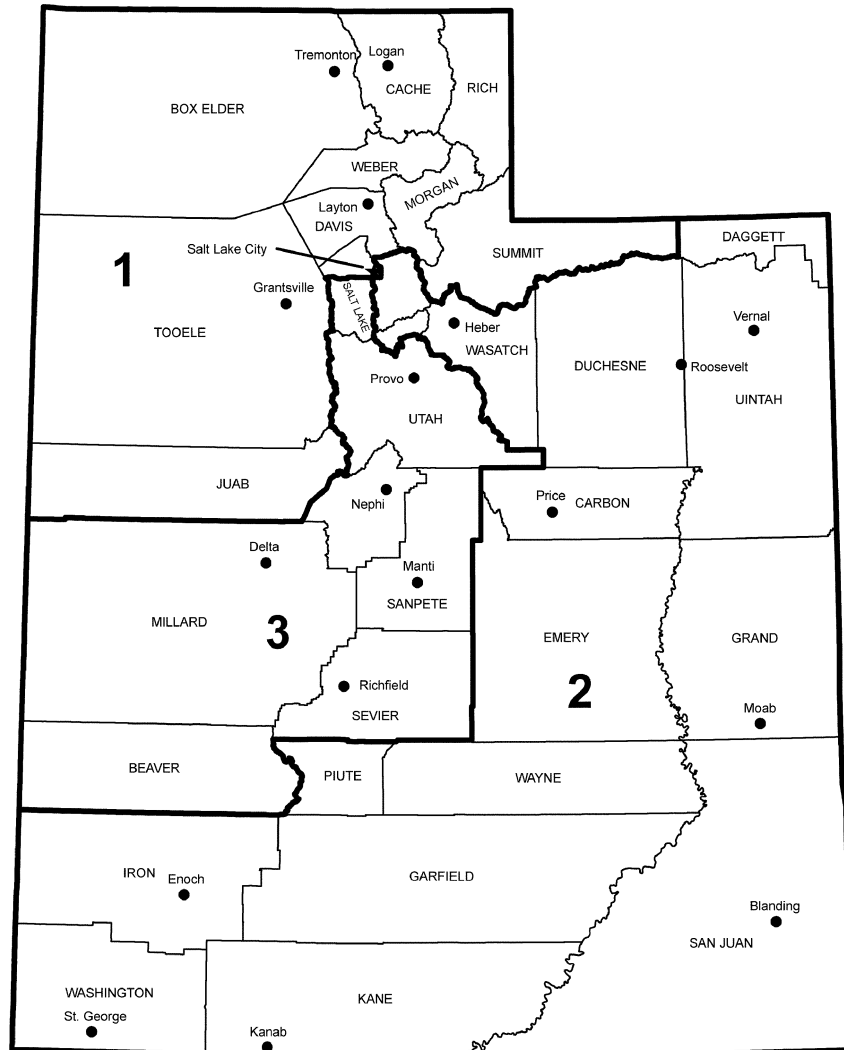 Tremonton
Logan
CACHE
RICH
BOX ELDER
WEBER
MORGAN
Layton
DAVIS
Salt Lake City
SUMMIT
DAGGETT
1
Grantsville
SALT LAKE
Heber
Vernal
TOOELE
WASATCH
DUCHESNE
Roosevelt
Provo
UINTAH
UTAH
JUAB
Nephi
Price
CARBON
Delta
Manti
SANPETE
MILLARD
3
EMERY
GRAND
2
Richfield
SEVIER
Moab
BEAVER
PIUTE
WAYNE
IRON
Enoch
GARFIELD
Blanding
SAN JUAN
WASHINGTON
St. George
KANE
Kanab